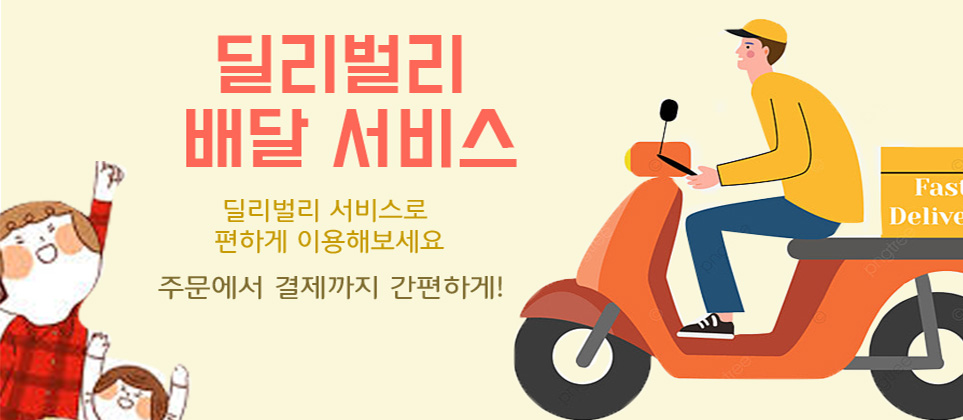 딜리벌리
배달 서비스
딜리벌리 서비스로
편하게 이용해보세요
주문에서 결제까지 간편하게!
Fast
Delive